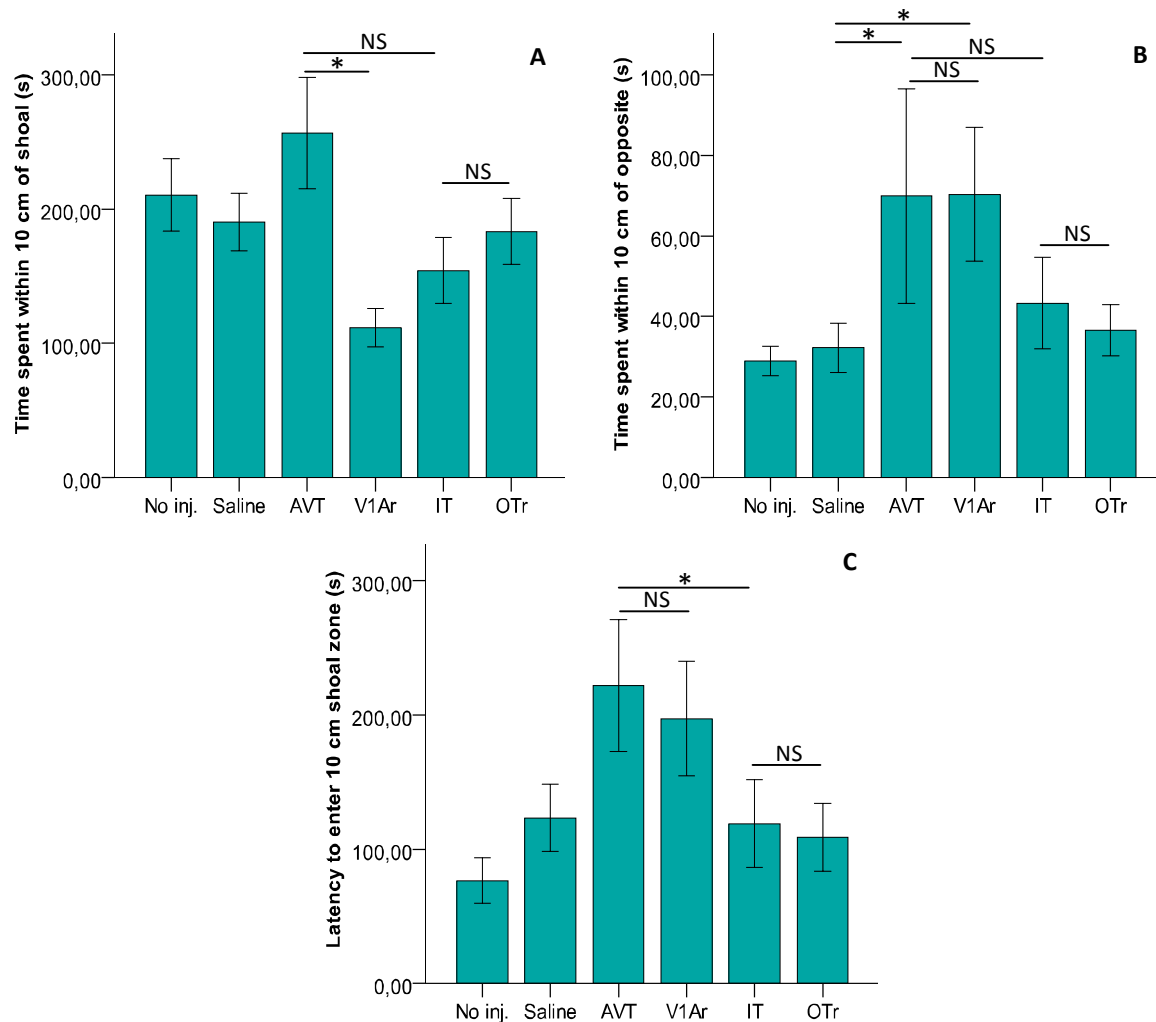 A
Time spent within 10 cm of shoal (s)
300,00
200,00
100,00
0,00
NS
*
NS
No inj. Saline AVT V1Ar IT OTr
B
Time spent within 10 cm of opposite (s)
100,00
80,00
60,00
40,00
20,00
0,00
*
*
NS
NS
NS
No inj. Saline AVT V1Ar IT OTr
C
Latency to enter 10 cm shoal zone (s)
300,00
200,00
100,00
0,00
*
NS
NS
No inj. Saline AVT V1Ar IT OTr